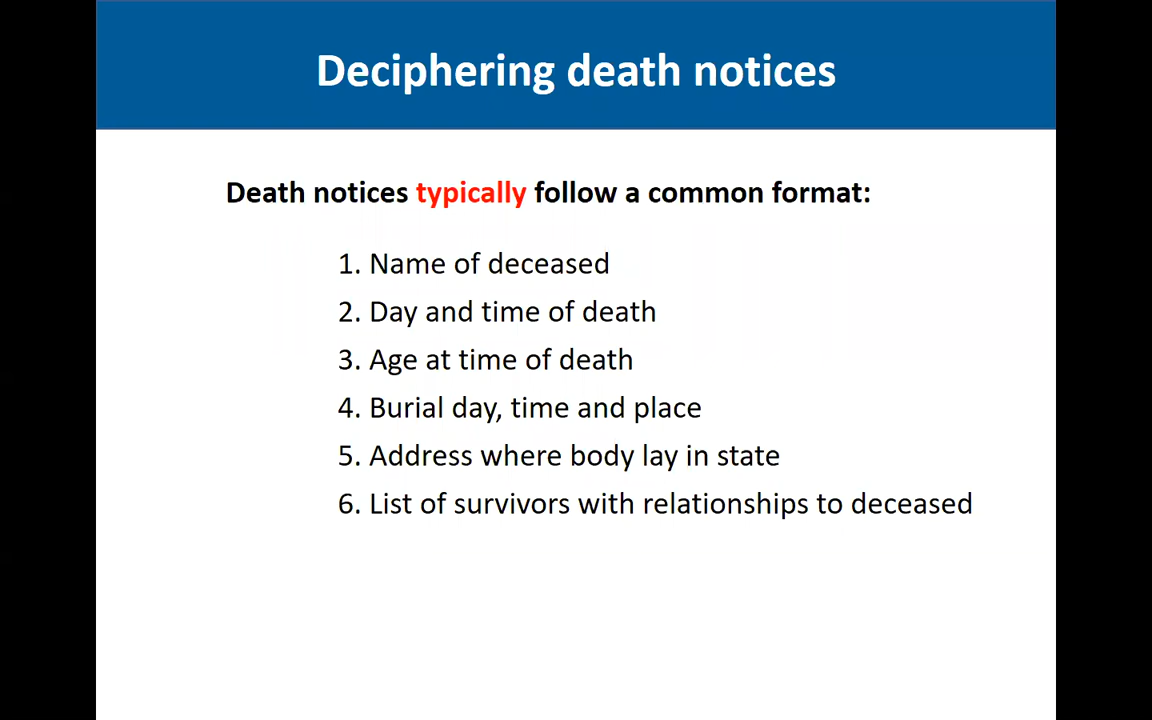 Deciphering death notices
Death notices typically follow a common format:
1. Name of deceased
2. Day and time of death
3. Age at time of death
4. Burial day, time and place
5. Address where body lay in state
6. List of survivors with relationships to deceased